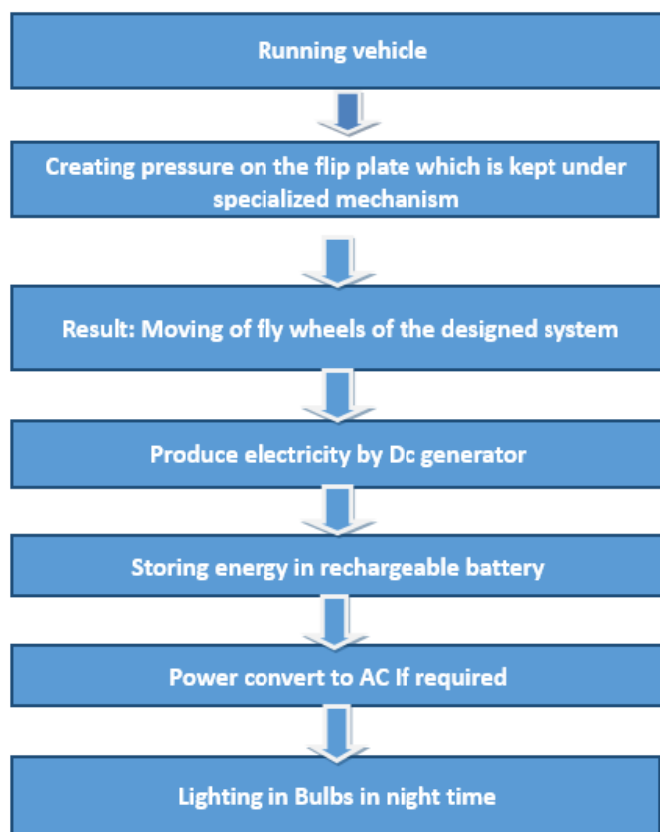 Running vehicle
Creating pressure on the flip plate which is kept under
specialized mechanism
Result: Moving of fly wheels of the designed system
Produce electricity by Dc generator
Storing energy in rechargeable battery
Power convert to AC If required
Lighting in Bulbs in night time